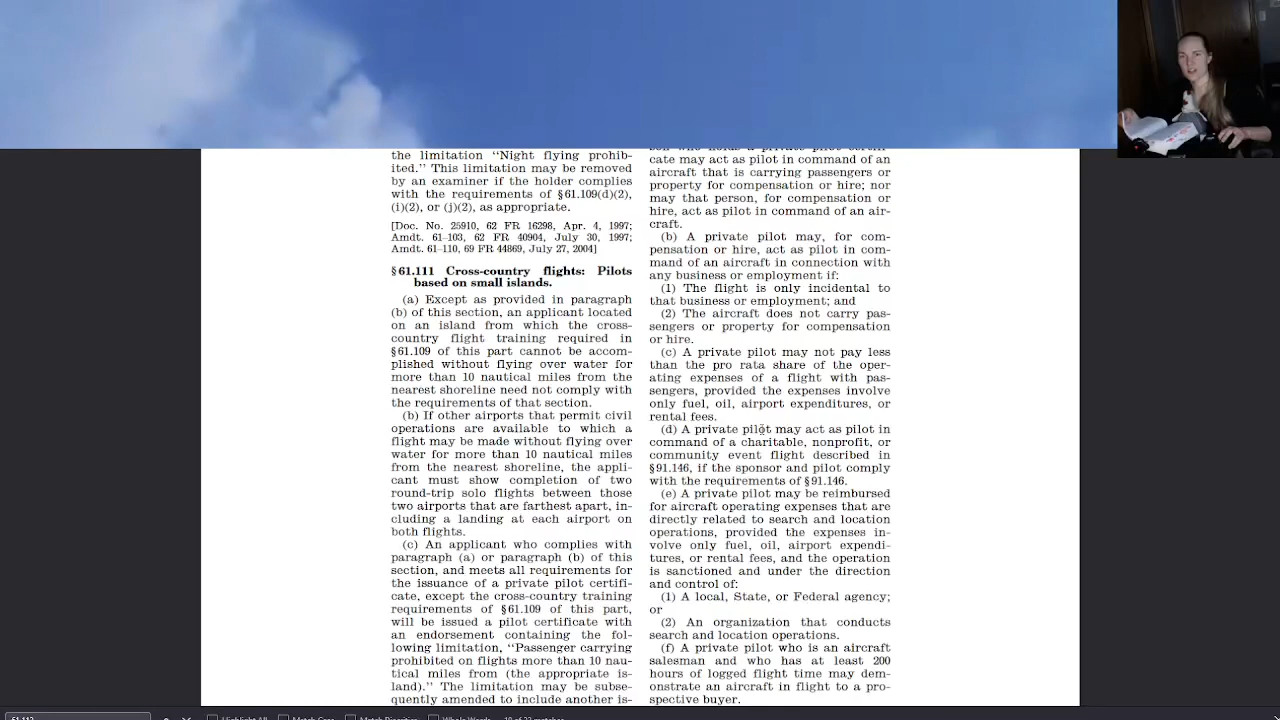 the limitation “Night flying prohib-
ited.” This limitation may be removed
by an examiner if the holder complies
with the requirements of §61.109(d)(2),
(i)(2), or (j)(2), as appropriate.
[Doc. No. 25910, 62 FR 16298, Apr. 4, 1997;
Amdt. 61–103, 62 FR 40904, July 30, 1997;
Amdt. 61–110, 69 FR 44869, July 27, 2004]
§61.111 Cross-country flights: Pilots
based on small islands.
(a) Except as provided in paragraph
(b) of this section, an applicant located
on an island from which the cross-
country flight training required in
§61.109 of this part cannot be accom-
plished without flying over water for
more than 10 nautical miles from the
nearest shoreline need not comply with
the requirements of that section.
(b) If other airports that permit civil
operations are available to which a
flight may be made without flying over
water for more than 10 nautical miles
from the nearest shoreline, the appli-
cant must show completion of two
round-trip solo flights between those
two airports that are farthest apart, in-
cluding a landing at each airport on
both flights.
(c) An applicant who complies with
paragraph (a) or paragraph (b) of this
section, and meets all requirements for
the issuance of a private pilot certifi-
cate, except the cross-country training
requirements of §61.109 of this part,
will be issued a pilot certificate with
an endorsement containing the fol-
lowing limitation, “Passenger carrying
prohibited on flights more than 10 nau-
tical miles from (the appropriate is-
land).” The limitation may be subse-
quently amended to include another is-
cate may act as pilot in command of an
aircraft that is carrying passengers or
property for compensation or hire; nor
may that person, for compensation or
hire, act as pilot in command of an air-
craft.
(b) A private pilot may, for com-
pensation or hire, act as pilot in com-
mand of an aircraft in connection with
any business or employment if:
(1) The flight is only incidental to
that business or employment; and
(2) The aircraft does not carry pas-
sengers or property for compensation
or hire.
(c) A private pilot may not pay less
than the pro rata share of the oper-
ating expenses of a flight with pas-
sengers, provided the expenses involve
only fuel, oil, airport expenditures, or
rental fees.
(d) A private pilot may act as pilot in
command of a charitable, nonprofit, or
community event flight described in
§91.146, if the sponsor and pilot comply
with the requirements of §91.146.
(e) A private pilot may be reimbursed
for aircraft operating expenses that are
directly related to search and location
operations, provided the expenses in-
volve only fuel, oil, airport expendi-
tures, or rental fees, and the operation
is sanctioned and under the direction
and control of:
(1) A local, State, or Federal agency;
or
(2) An organization that conducts
search and location operations.
(f) A private pilot who is an aircraft
salesman and who has at least 200
hours of logged flight time may dem-
onstrate an aircraft in flight to a pro-
spective buyer.